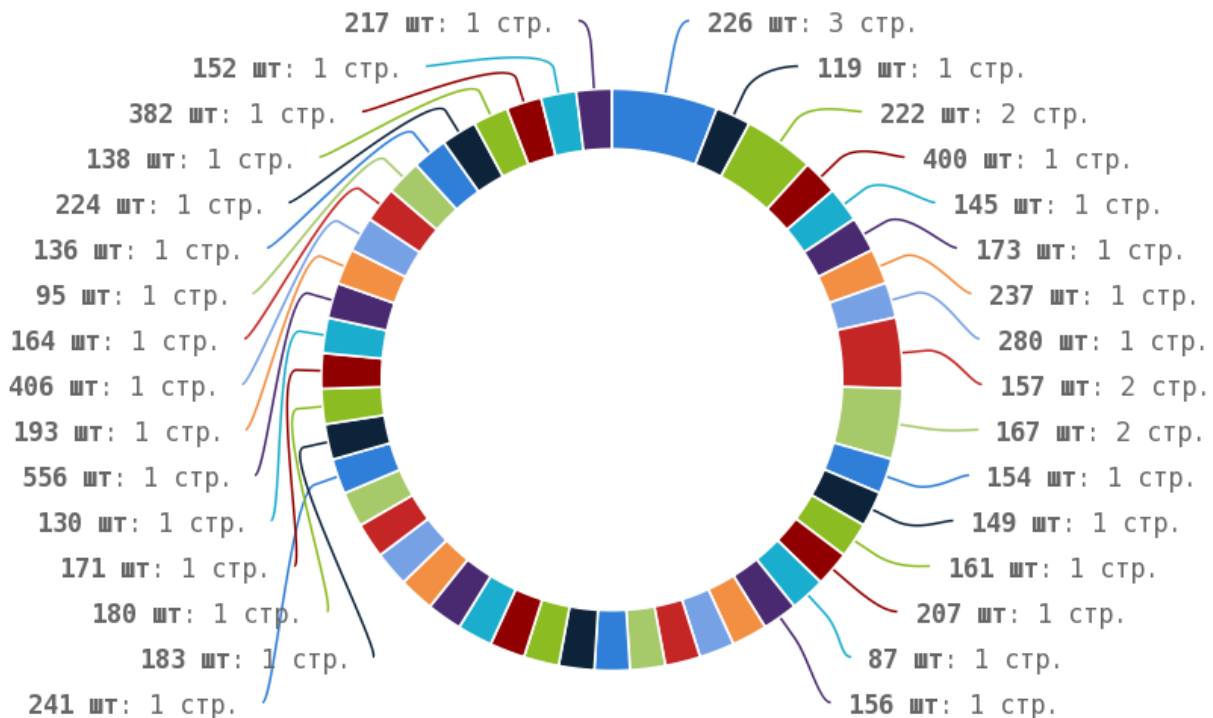 217 шт: 1 стр.
226 шт: 3 стр.
152 шт: 1 стр.
119 шт: 1 стр.
382 шт: 1 стр.
222 шт: 2 стр.
138 шт: 1 стр.
400 шт: 1 стр.
224 шт: 1 стр.
145 шт: 1 стр.
136 шт: 1 стр.
173 шт: 1 стр.
95 шт: 1 стр.
237 шт: 1 стр.
164 шт: 1 стр.
280 шт: 1 стр.
406 шт: 1 стр.
157 шт: 2 стр.
193 шт: 1 стр.
167 шт: 2 стр.
556 шт: 1 стр.
154 шт: 1 стр.
130 шт: 1 стр.
149 шт: 1 стр.
171 шт: 1 стр.
161 шт: 1 стр.
180 шт: 1 стр.
207 шт: 1 стр.
183 шт: 1 стр.
87 шт: 1 стр.
241 шт: 1 стр.
156 шт: 1 стр.